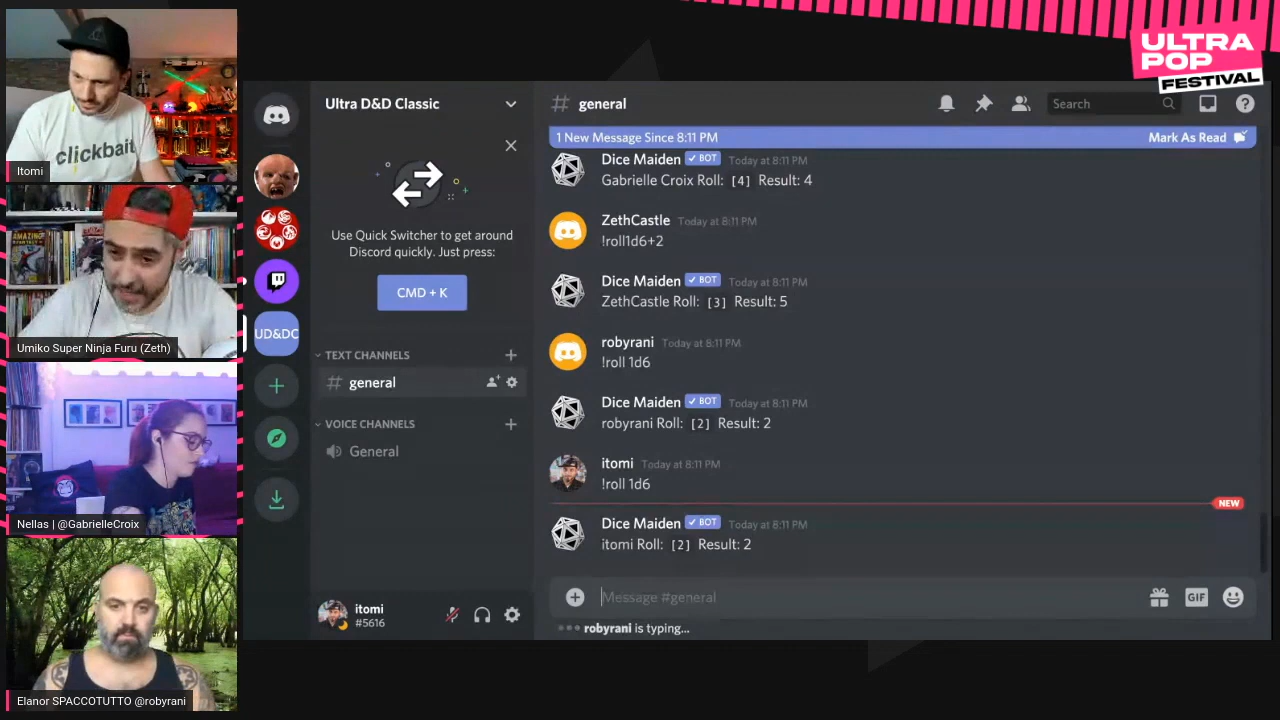 clickbait
Itomi
AMAZING
Umiko Super Ninja Furu (Zeth)
Nellas | @GabrielleCroix
Elanor SPACCOTUTTO @robyrani
Ultra D&D Classic
Use Quick Switcher to get around
Discord quickly. Just press:
CMD + K
UD&DC
TEXT CHANNELS
general
VOICE CHANNELS
General
itomi
#5616
# general
Search
1 New Message Since 8:11 PM
Mark As Read
Dice Maiden BOT Today at 8:11 PM
Gabrielle Croix Roll: [4] Result: 4
ZethCastle Today at 8:11 PM
!roll1d6+2
Dice Maiden BOT Today at 8:11 PM
ZethCastle Roll: [3] Result: 5
robyrani Today at 8:11 PM
!roll 1d6
Dice Maiden BOT Today at 8:11 PM
robyrani Roll: [2] Result: 2
itomi Today at 8:11 PM
!roll 1d6
NEW
Dice Maiden BOT Today at 8:11 PM
itomi Roll: [2] Result: 2
Message #general
GIF
robyrani is typing...
ULTRA
POP
FESTIVAL